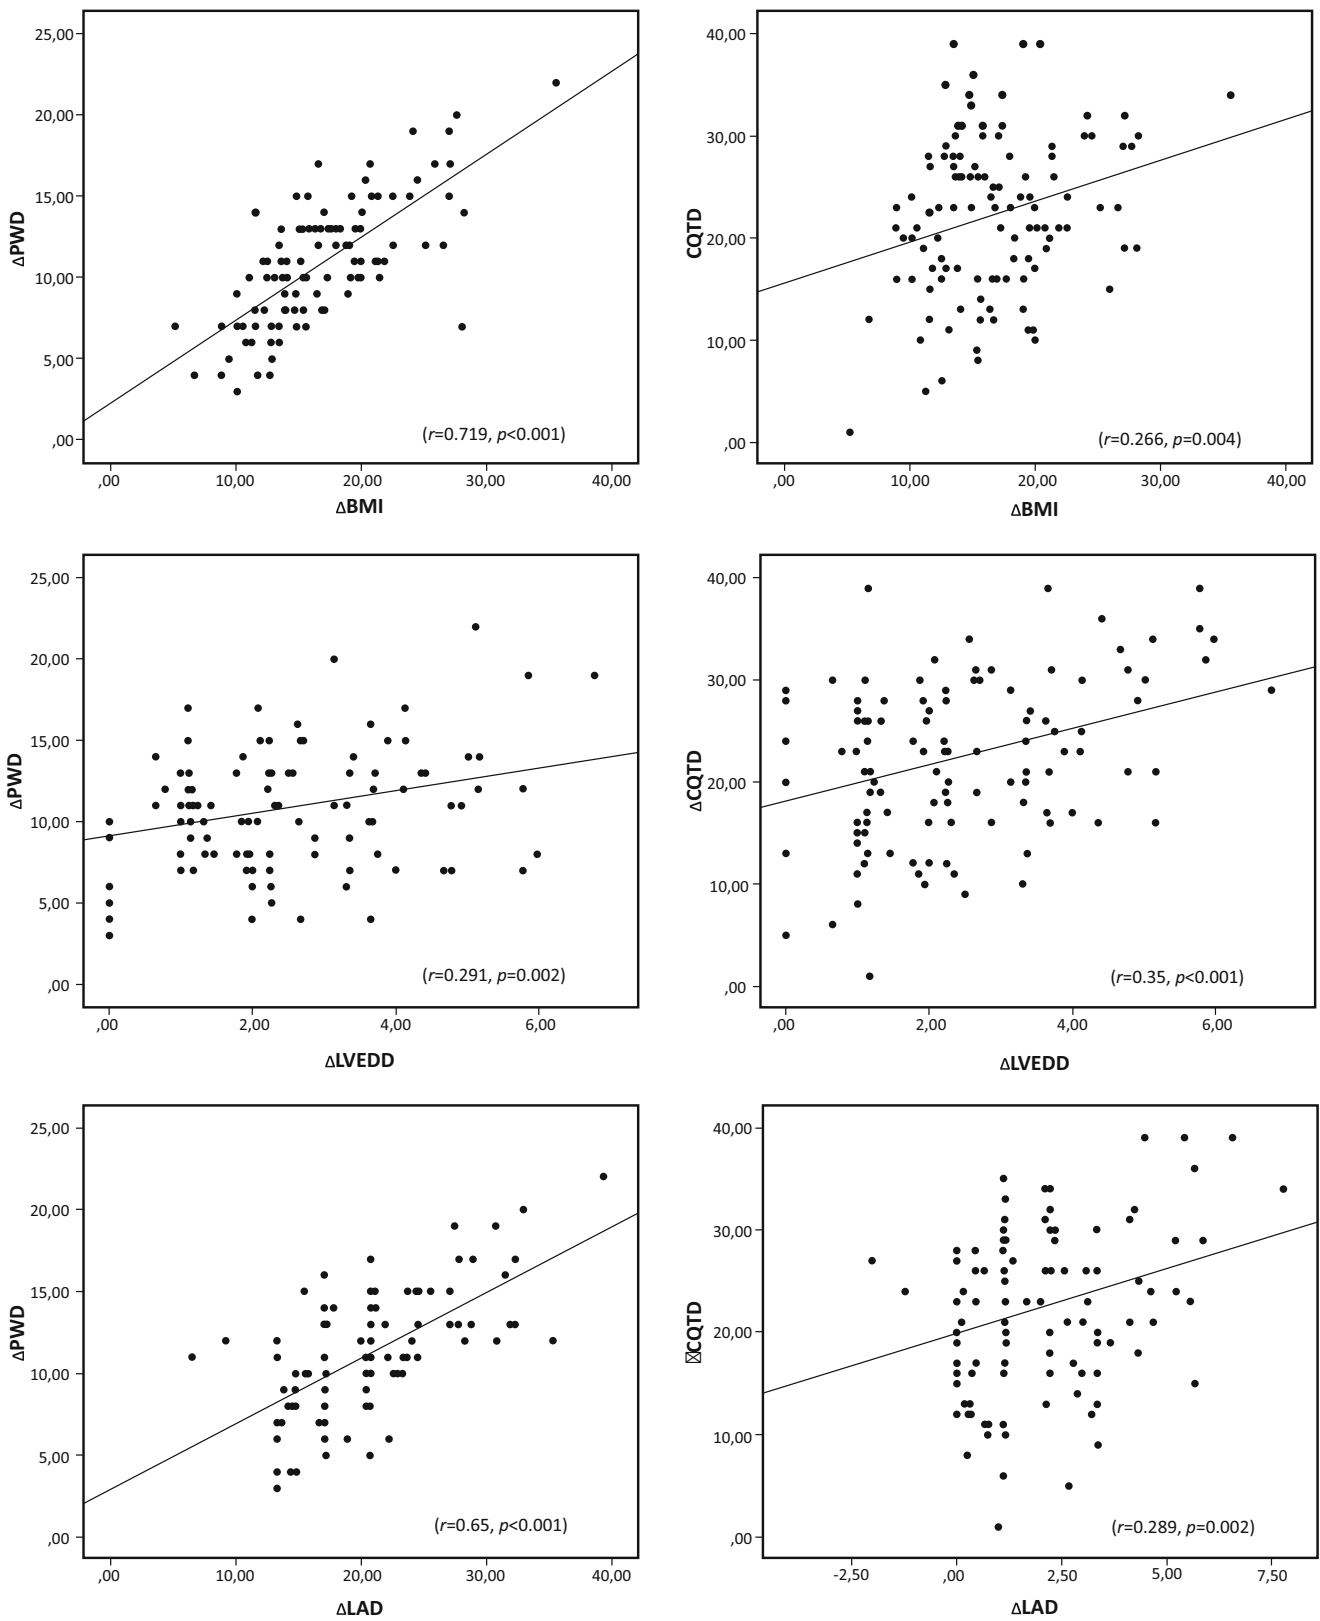 25,00
20,00
15,00
10,00
5,00
,00
ΔPWD
(r=0.719, p<0.001)
,00 10,00 20,00 30,00 40,00
ΔBMI
40,00
30,00
20,00
10,00
,00
CQTD
(r=0.266, p=0.004)
,00 10,00 20,00 30,00 40,00
ΔBMI
25,00
20,00
15,00
10,00
5,00
,00
ΔPWD
(r=0.291, p=0.002)
,00 2,00 4,00 6,00
ΔLVEDD
40,00
30,00
20,00
10,00
,00
ΔCQTD
(r=0.35, p<0.001)
,00 2,00 4,00 6,00
ΔLVEDD
25,00
20,00
15,00
10,00
5,00
,00
ΔPWD
(r=0.65, p<0.001)
,00 10,00 20,00 30,00 40,00
ΔLAD
40,00
30,00
20,00
10,00
,00
☒CQTD
(r=0.289, p=0.002)
-2,50 ,00 2,50 5,00 7,50
ΔLAD